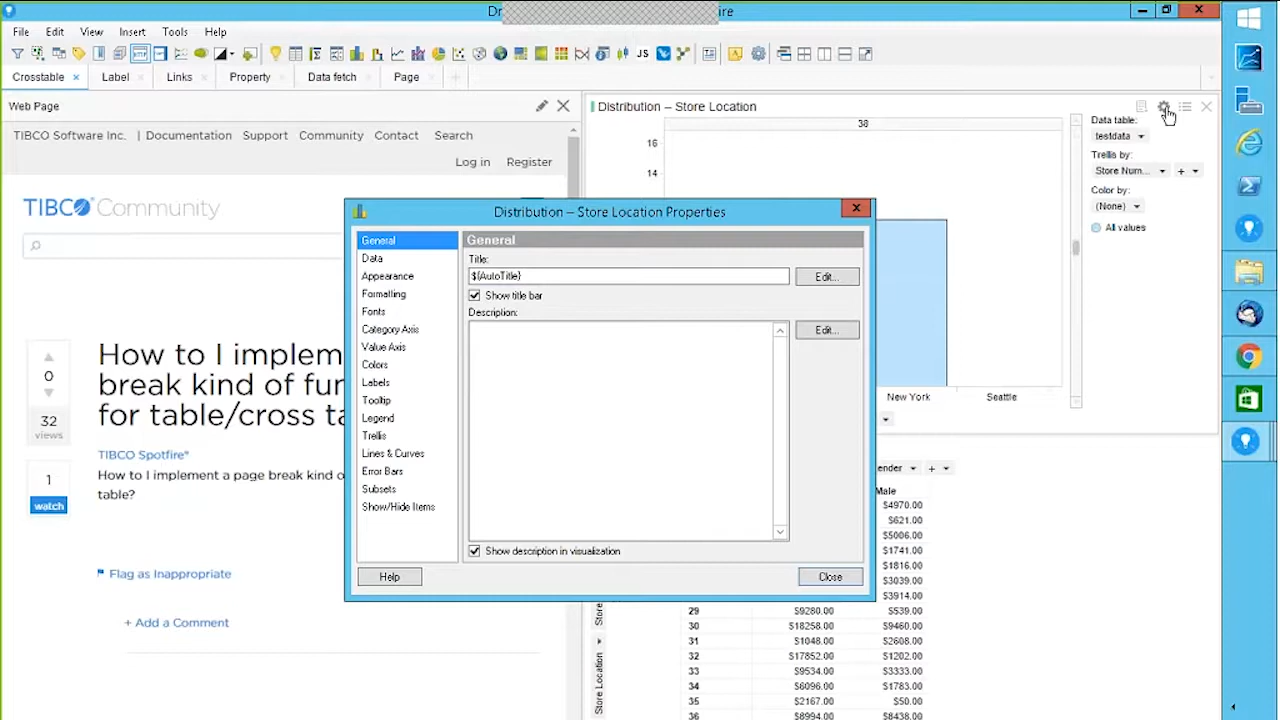 Dr
ire
File Edit View Insert Tools Help
JS
Crosstable Label Links Property Data fetch Page
Web Page
TIBCO Software Inc. | Documentation Support Community Contact Search
Log in Register
TIBCO Community
How to I implem
break kind of fur
for table/cross ta
0
32
views
1
watch
TIBCO Spotfire®
How to I implement a page break kind o
table?
Flag as Inappropriate
+ Add a Comment
Distribution – Store Location
38
16
14
New York Seattle
Data table:
testdata
Trellis by:
Store Num...
Color by:
(None)
All values
Distribution – Store Location Properties
General
Data
Appearance
Formatting
Fonts
Category Axis
Value Axis
Colors
Labels
Tooltip
Legend
Trellis
Lines & Curves
Error Bars
Subsets
Show/Hide Items
General
Title:
${AutoTitle}
Edit...
Show title bar
Description:
Edit...
Show description in visualization
Help
Close
ender
Male
$4970.00
$621.00
$5006.00
$1741.00
$1816.00
$3039.00
$3914.00
29 $9280.00 $539.00
30 $18258.00 $9460.00
31 $1048.00 $2608.00
32 $17852.00 $1202.00
33 $9534.00 $3333.00
34 $6096.00 $1783.00
35 $2167.00 $50.00
36 $8994.00 $8438.00
Store
Store Location